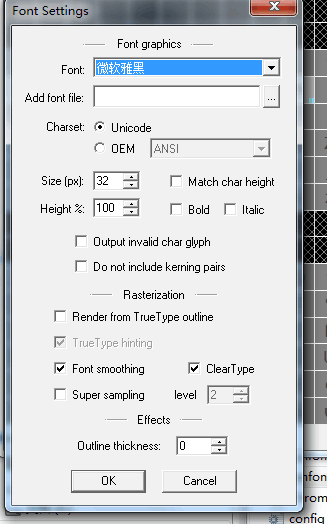 Font Settings
Font graphics
Font: 微软雅黑
Add font file: ...
Charset: Unicode
OEM ANSI
Size (px): 32 Match char height
Height %: 100 Bold Italic
Output invalid char glyph
Do not include kerning pairs
Rasterization
Render from TrueType outline
TrueType hinting
Font smoothing ClearType
Super sampling level 2
Effects
Outline thickness: 0
OK Cancel
config